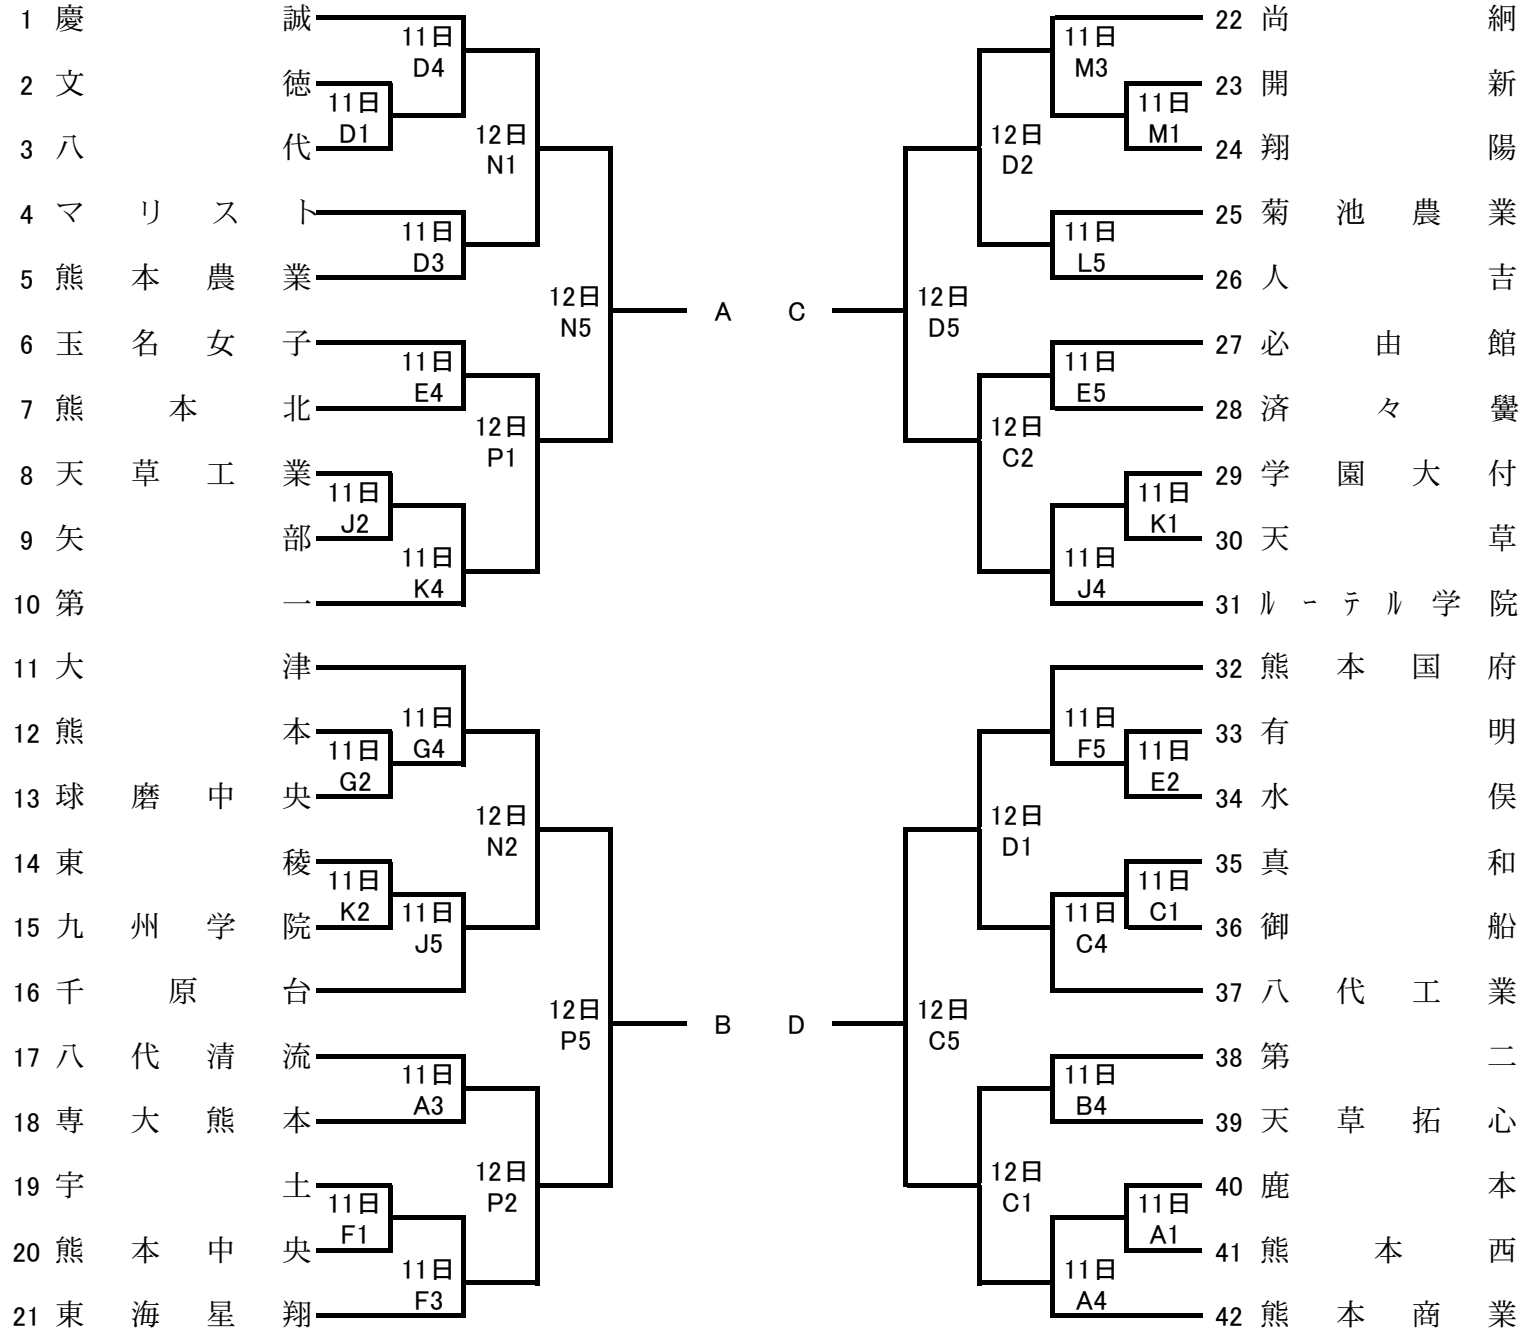 1 慶誠
11日
D4
2 文徳
11日
D1
3 八代
12日
N1
4 マリスト
11日
D3
5 熊本農業
12日
N5
A
6 玉名女子
11日
E4
7 熊本北
12日
P1
8 天草工業
11日
J2
9 矢部
11日
K4
10 第一
11 大津
11日
G4
12 熊本
11日
G2
13 球磨中央
12日
N2
14 東稜
11日
K2
15 九州学院
11日
J5
16 千原台
12日
P5
B
17 八代清流
11日
A3
18 専大熊本
12日
P2
19 宇土
11日
F1
20 熊本中央
11日
F3
21 東海星翔
22 尚絅
11日
M3
23 開新
11日
M1
24 翔陽
12日
D2
25 菊池農業
11日
L5
26 人吉
C
12日
D5
27 必由館
11日
E5
28 済々黌
12日
C2
29 学園大付
11日
K1
30 天草
11日
J4
31 ﾙｰﾃﾙ学院
32 熊本国府
11日
F5
33 有明
11日
E2
34 水俣
12日
D1
35 真和
11日
C1
36 御船
11日
C4
37 八代工業
D
12日
C5
38 第二
11日
B4
39 天草拓心
12日
C1
40 鹿本
11日
A1
41 熊本西
11日
A4
42 熊本商業